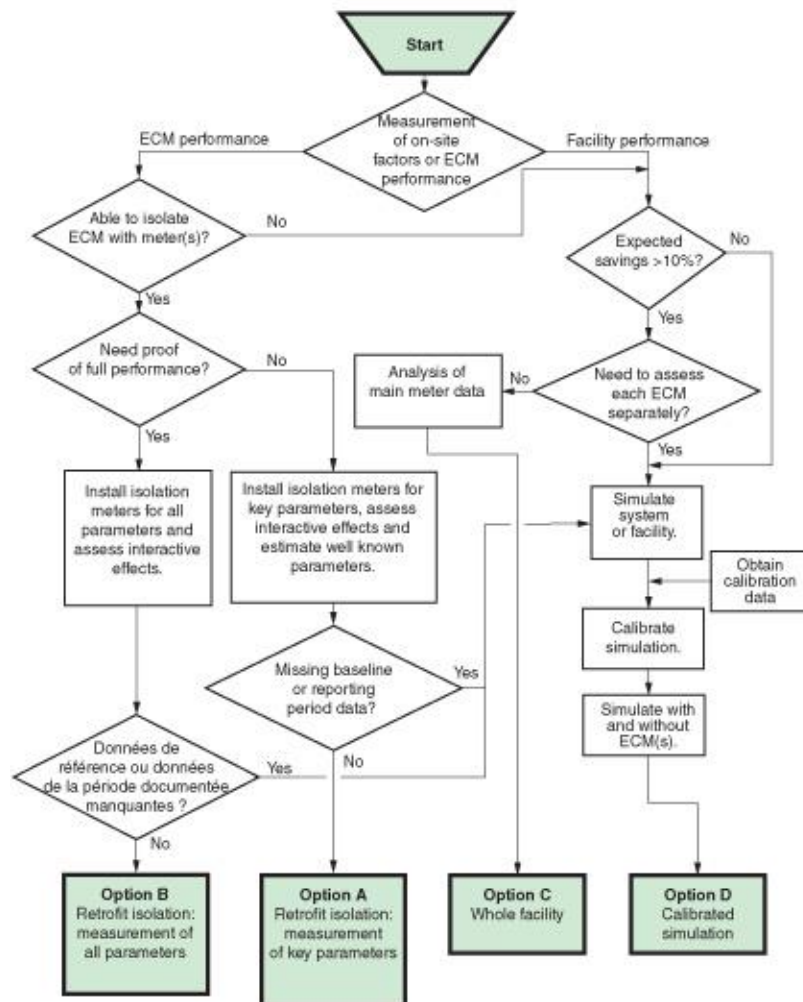 Start
Measurement
of on-site
factors or ECM
performance
ECM performance
Facility performance
Able to isolate
ECM with meter(s)?
No
Yes
Expected
savings >10%?
No
Yes
Need proof
of full performance?
No
Yes
Analysis of
main meter data
No
Need to assess
each ECM
separately?
Yes
Install isolation
meters for all
parameters and
assess interactive
effects.
Install isolation meters for
key parameters, assess
interactive effects and
estimate well known
parameters.
Simulate
system
or facility.
Obtain
calibration
data
Calibrate
simulation.
Missing baseline
or reporting
period data?
Yes
No
Simulate with
and without
ECM(s).
Données de
référence ou données
de la période documentée
manquantes ?
Yes
No
Option B
Retrofit isolation:
measurement of
all parameters
Option A
Retrofit isolation:
measurement
of key parameters
Option C
Whole facility
Option D
Calibrated
simulation